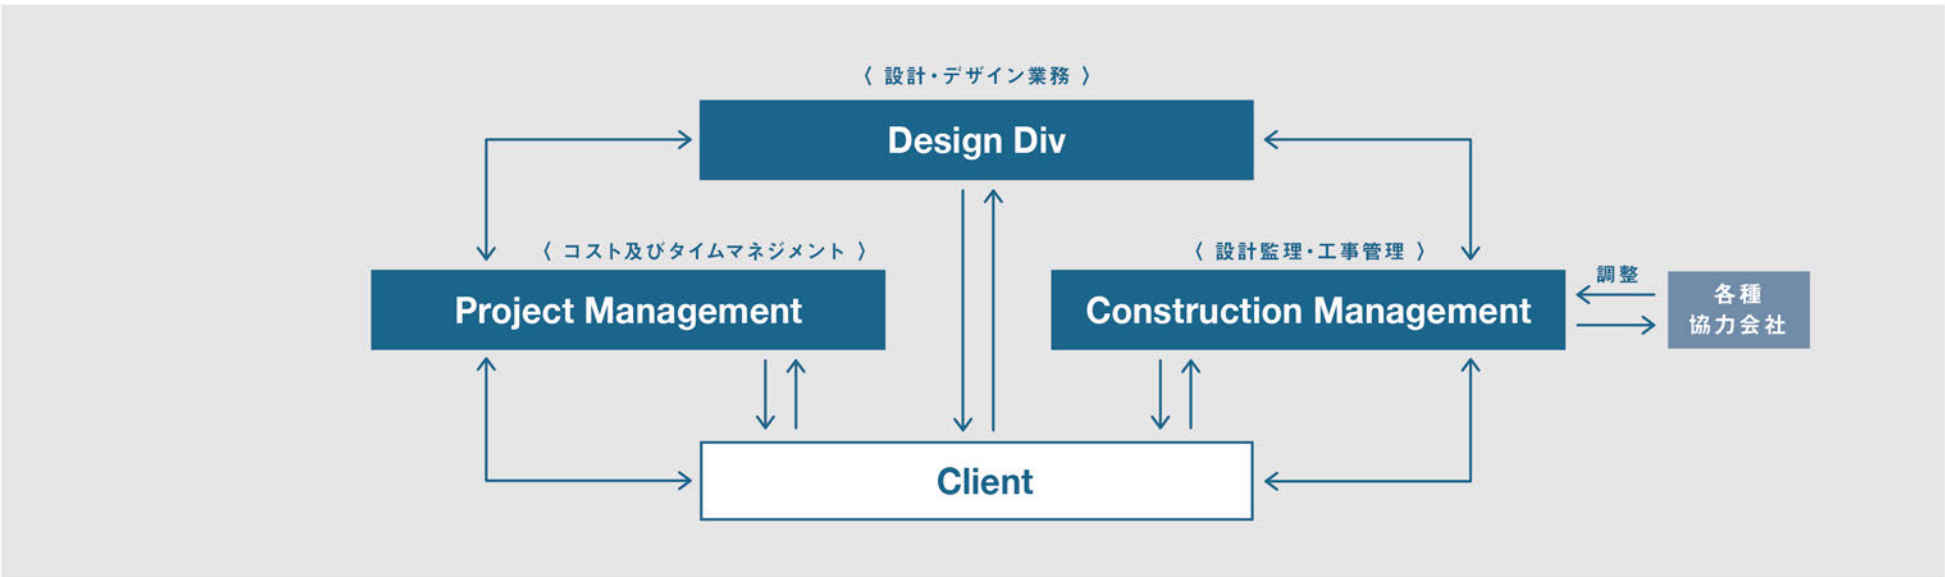 〈 設計・デザイン業務 〉
Design Div
〈 コスト及びタイムマネジメント 〉
Project Management
〈 設計監理・工事管理 〉
Construction Management
調整
各種
協力会社
Client